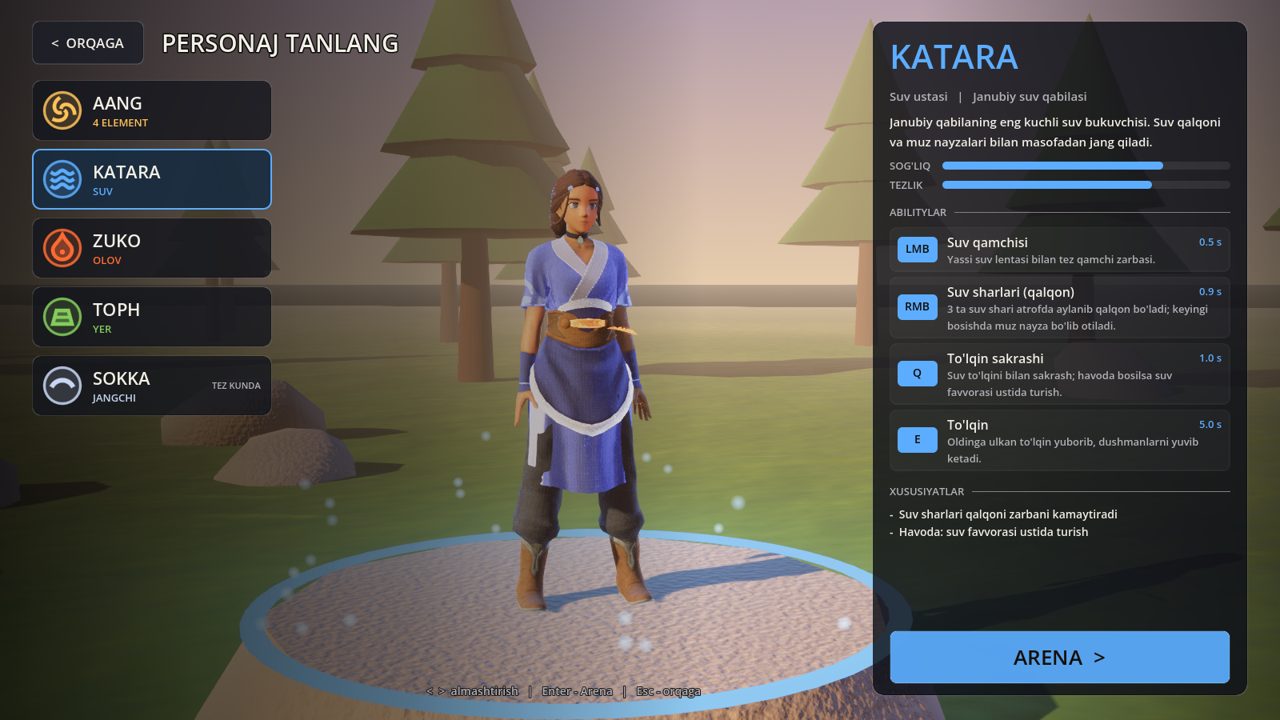 < ORQAGA
PERSONAJ TANLANG
AANG
4 ELEMENT
KATARA
SUV
ZUKO
OLOV
TOPH
YER
SOKKA
JANGCHI
TEZ KUNDA
KATARA
Suv ustasi | Janubiy suv qabilasi
Janubiy qabilaning eng kuchli suv bukuvchisi. Suv qalqoni
va muz nayzalari bilan masofadan jang qiladi.
SOG'LIQ
TEZLIK
ABILITYLAR
LMB
Suv qamchisi
0.5 s
Yassi suv lentasi bilan tez qamchi zarbasi.
RMB
Suv sharlari (qalqon)
0.9 s
3 ta suv shari atrofda aylanib qalqon bo'ladi; keyingi
bosishda muz nayza bo'lib otiladi.
Q
To'lqin sakrashi
1.0 s
Suv to'lqini bilan sakrash; havoda bosilsa suv
favvorasi ustida turish.
E
To'lqin
5.0 s
Oldinga ulkan to'lqin yuborib, dushmanlarni yuvib
ketadi.
XUSUSIYATLAR
- Suv sharlari qalqoni zarbani kamaytiradi
- Havoda: suv favvorasi ustida turish
ARENA >
< > almashtirish | Enter - Arena | Esc - orqaga